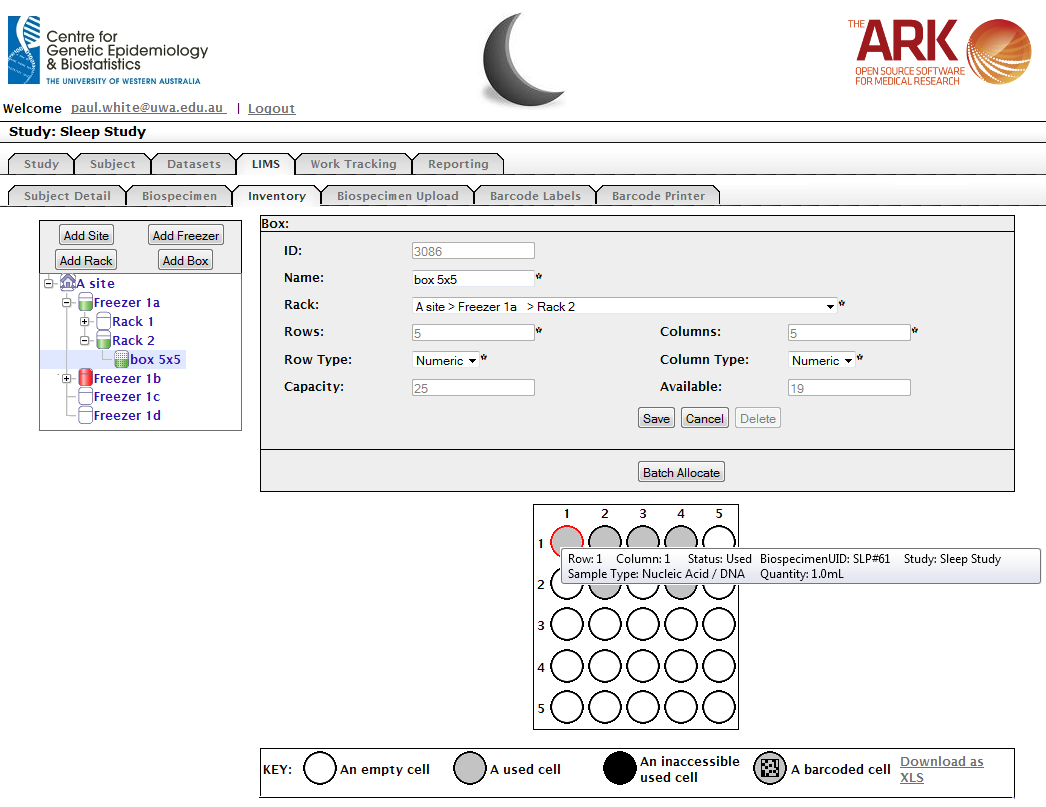 Centre for
Genetic Epidemiology
& Biostatistics
THE UNIVERSITY OF WESTERN AUSTRALIA
THE
ARK
OPEN SOURCE SOFTWARE
FOR MEDICAL RESEARCH
Welcome paul.white@uwa.edu.au | Logout
Study: Sleep Study
Study Subject Datasets LIMS Work Tracking Reporting
Subject Detail Biospecimen Inventory Biospecimen Upload Barcode Labels Barcode Printer
Add Site Add Freezer
Add Rack Add Box
A site
Freezer 1a
Rack 1
Rack 2
box 5x5
Freezer 1b
Freezer 1c
Freezer 1d
Box:
ID: 3086
Name: box 5x5 *
Rack: A site > Freezer 1a > Rack 2 *
Rows: 5 * Columns: 5 *
Row Type: Numeric * Column Type: Numeric *
Capacity: 25 Available: 19
Save Cancel Delete
Batch Allocate
1 2 3 4 5
1
Row: 1 Column: 1 Status: Used BiospecimenUID: SLP#61 Study: Sleep Study
Sample Type: Nucleic Acid / DNA Quantity: 1.0mL
2
3
4
5
KEY: An empty cell A used cell An inaccessible used cell A barcoded cell Download as XLS